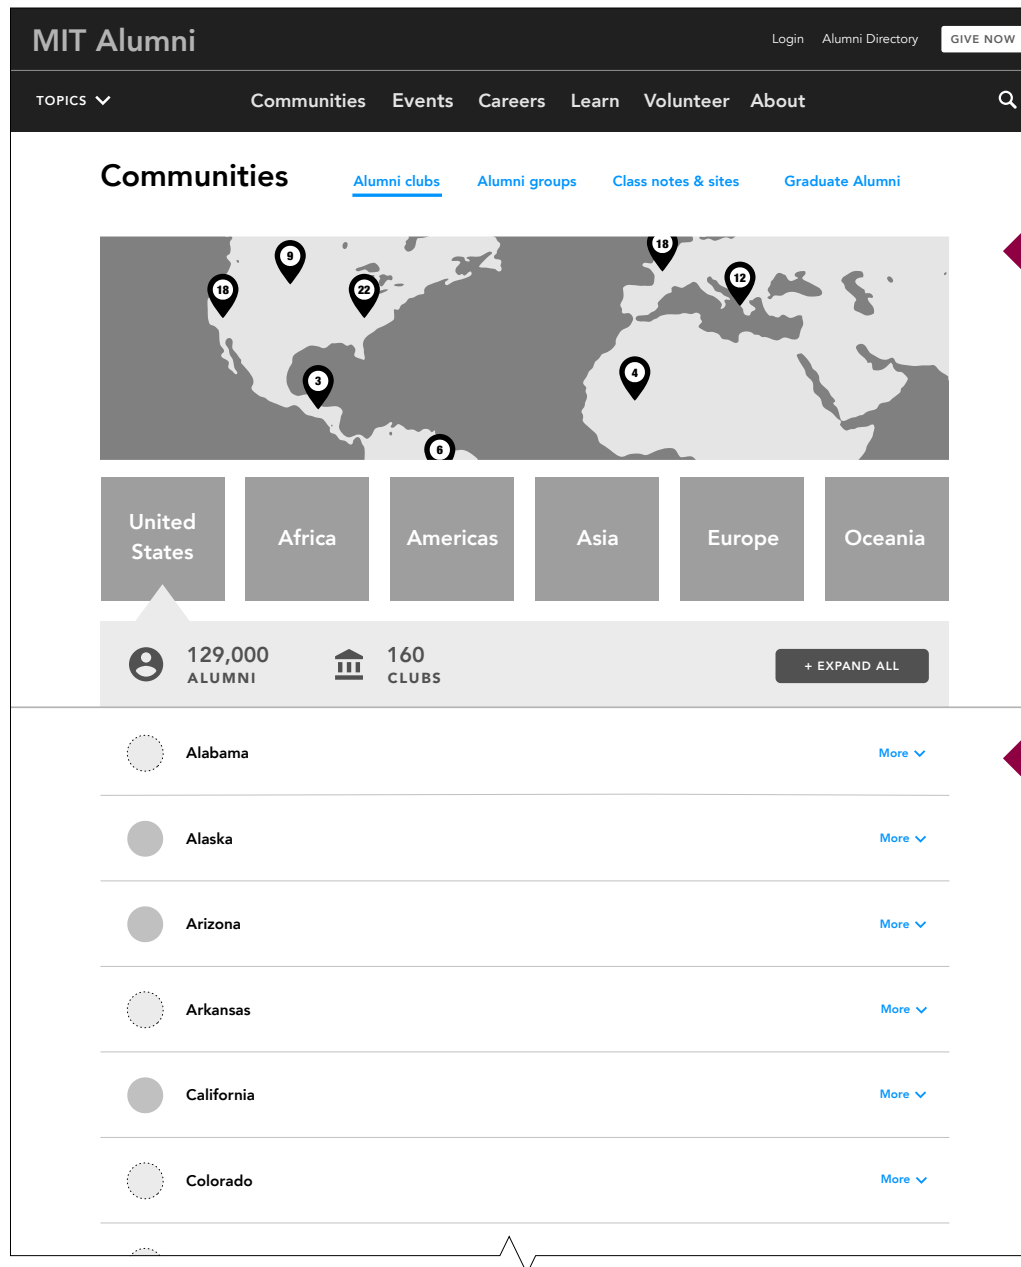 MIT Alumni
Login Alumni Directory GIVE NOW
TOPICS Communities Events Careers Learn Volunteer About
Communities Alumni clubs Alumni groups Class notes & sites Graduate Alumni
18
9
12
18
22
3
4
6
United
States
Africa
Americas
Asia
Europe
Oceania
129,000
ALUMNI
160
CLUBS
+ EXPAND ALL
Alabama More
Alaska More
Arizona More
Arkansas More
California More
Colorado More